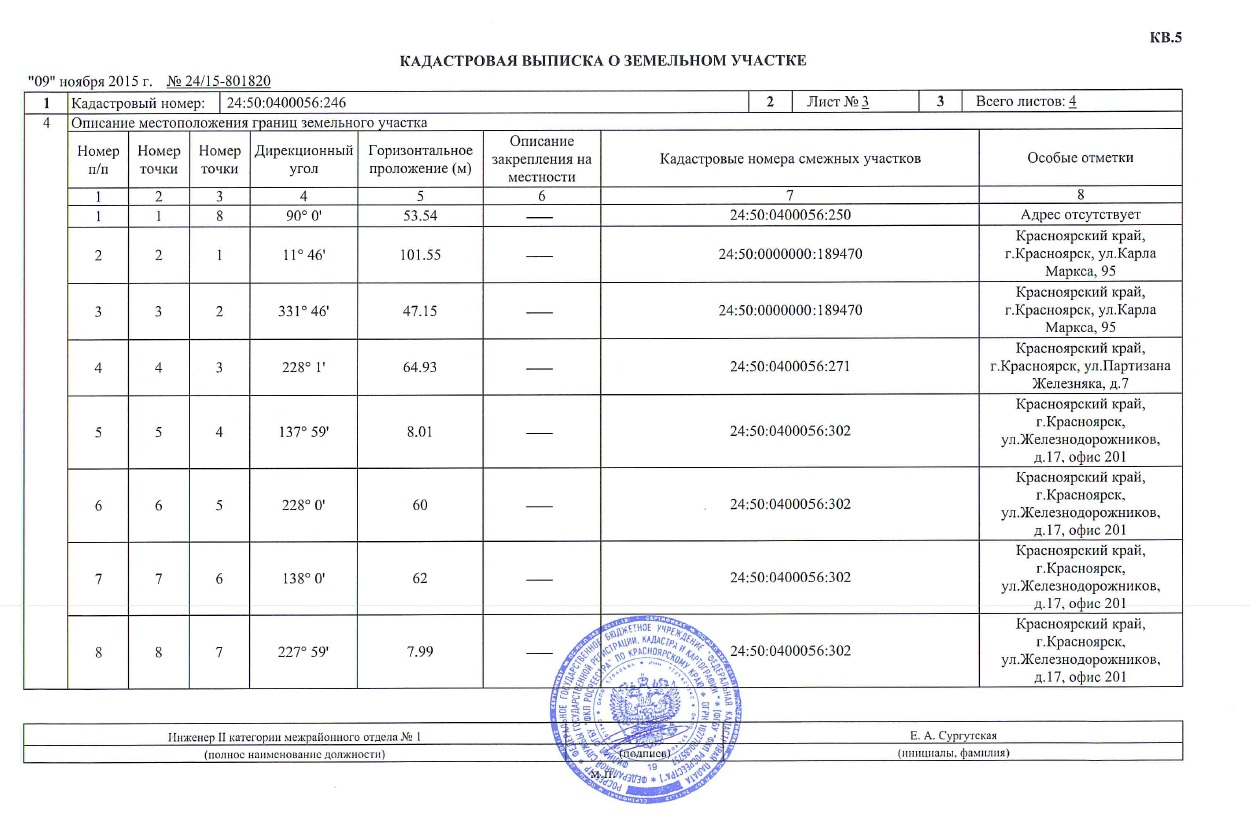 КВ.5
КАДАСТРОВАЯ ВЫПИСКА О ЗЕМЕЛЬНОМ УЧАСТКЕ
"09" ноября 2015 г. № 24/15-801820
1 Кадастровый номер: 24:50:0400056:246 2 Лист № 3 3 Всего листов: 4
4 Описание местоположения границ земельного участка
Номер п/п Номер точки Номер точки Дирекционный угол Горизонтальное проложение (м) Описание закрепления на местности Кадастровые номера смежных участков Особые отметки
1 2 3 4 5 6 7 8
1 1 8 90° 0' 53.54 — 24:50:0400056:250 Адрес отсутствует
2 2 1 11° 46' 101.55 — 24:50:0000000:189470 Красноярский край, г.Красноярск, ул.Карла Маркса, 95
3 3 2 331° 46' 47.15 — 24:50:0000000:189470 Красноярский край, г.Красноярск, ул.Карла Маркса, 95
4 4 3 228° 1' 64.93 — 24:50:0400056:271 Красноярский край, г.Красноярск, ул.Партизана Железняка, д.7
5 5 4 137° 59' 8.01 — 24:50:0400056:302 Красноярский край, г.Красноярск, ул.Железнодорожников, д.17, офис 201
6 6 5 228° 0' 60 — 24:50:0400056:302 Красноярский край, г.Красноярск, ул.Железнодорожников, д.17, офис 201
7 7 6 138° 0' 62 — 24:50:0400056:302 Красноярский край, г.Красноярск, ул.Железнодорожников, д.17, офис 201
8 8 7 227° 59' 7.99 — 24:50:0400056:302 Красноярский край, г.Красноярск, ул.Железнодорожников, д.17, офис 201
Инженер II категории межрайонного отдела № 1 Е. А. Сургутская
(полное наименование должности) (подпись) (инициалы, фамилия)
М.П.
19